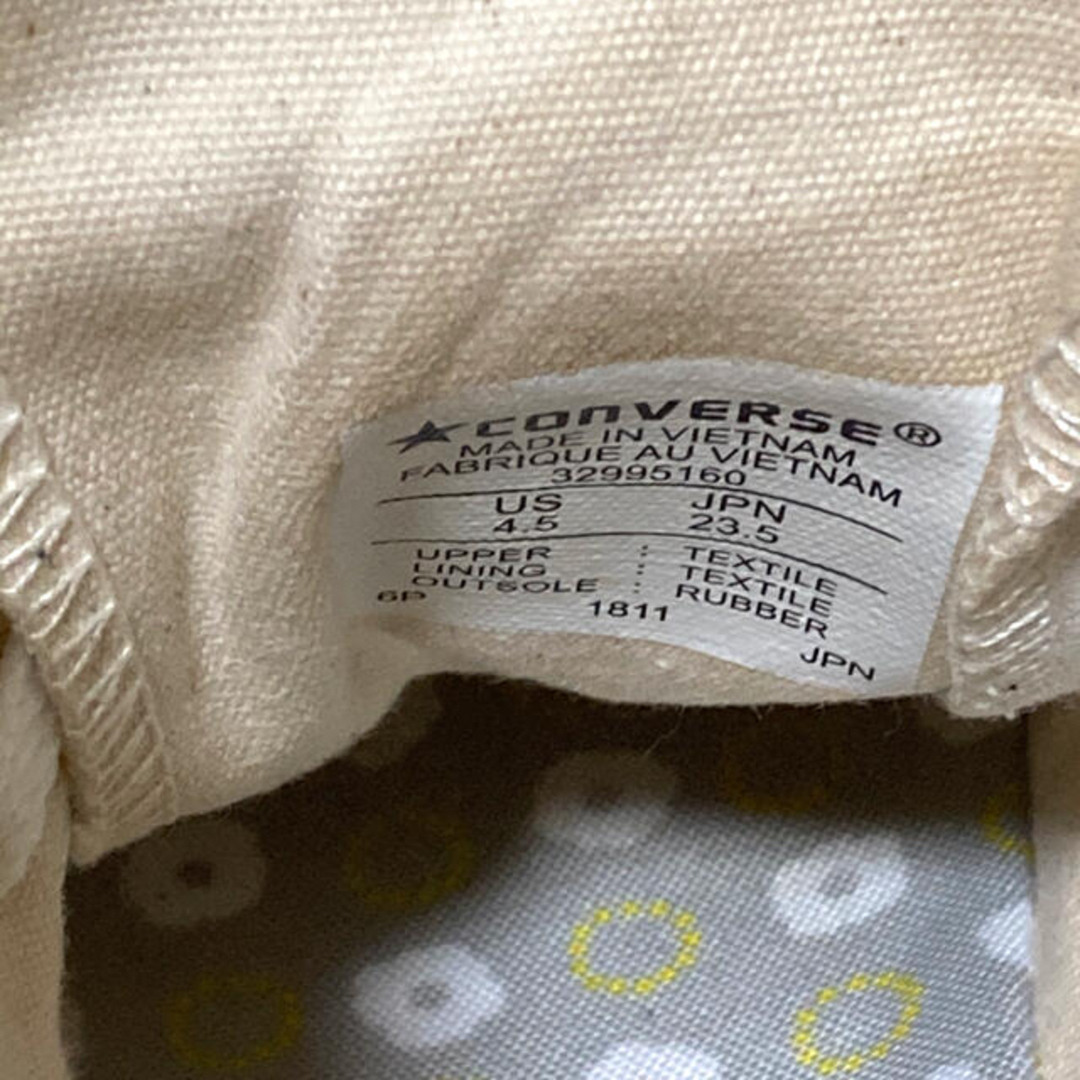 CONVERSE®
MADE IN VIETNAM
FABRIQUE AU VIETNAM
32995160
US JPN
4.5 23.5
UPPER : TEXTILE
LINING : TEXTILE
OUTSOLE : RUBBER
6P 1811
JPN